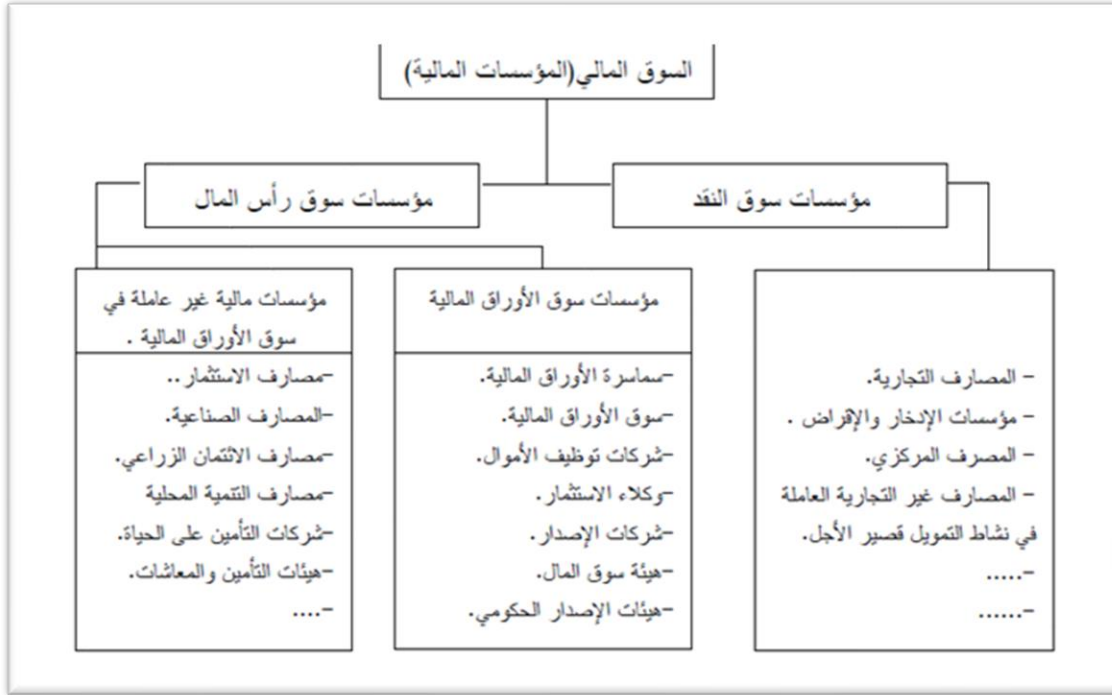 السوق المالي(المؤسسات المالية)
مؤسسات سوق النقد
مؤسسات سوق رأس المال
- المصارف التجارية.
- مؤسسات الإدخار والإقراض .
- المصرف المركزي.
- المصارف غير التجارية العاملة
في نشاط التمويل قصير الأجل.
-.....
-......
مؤسسات سوق الأوراق المالية
-سماسرة الأوراق المالية.
-سوق الأوراق المالية.
-شركات توظيف الأموال.
-وكلاء الاستثمار.
-شركات الإصدار.
-هيئة سوق المال.
-هيئات الإصدار الحكومي.
مؤسسات مالية غير عاملة في
سوق الأوراق المالية .
-مصارف الاستثمار..
-المصارف الصناعية.
-مصارف الائتمان الزراعي.
-مصارف التنمية المحلية
-شركات التأمين على الحياة.
-هيئات التأمين والمعاشات.
-....